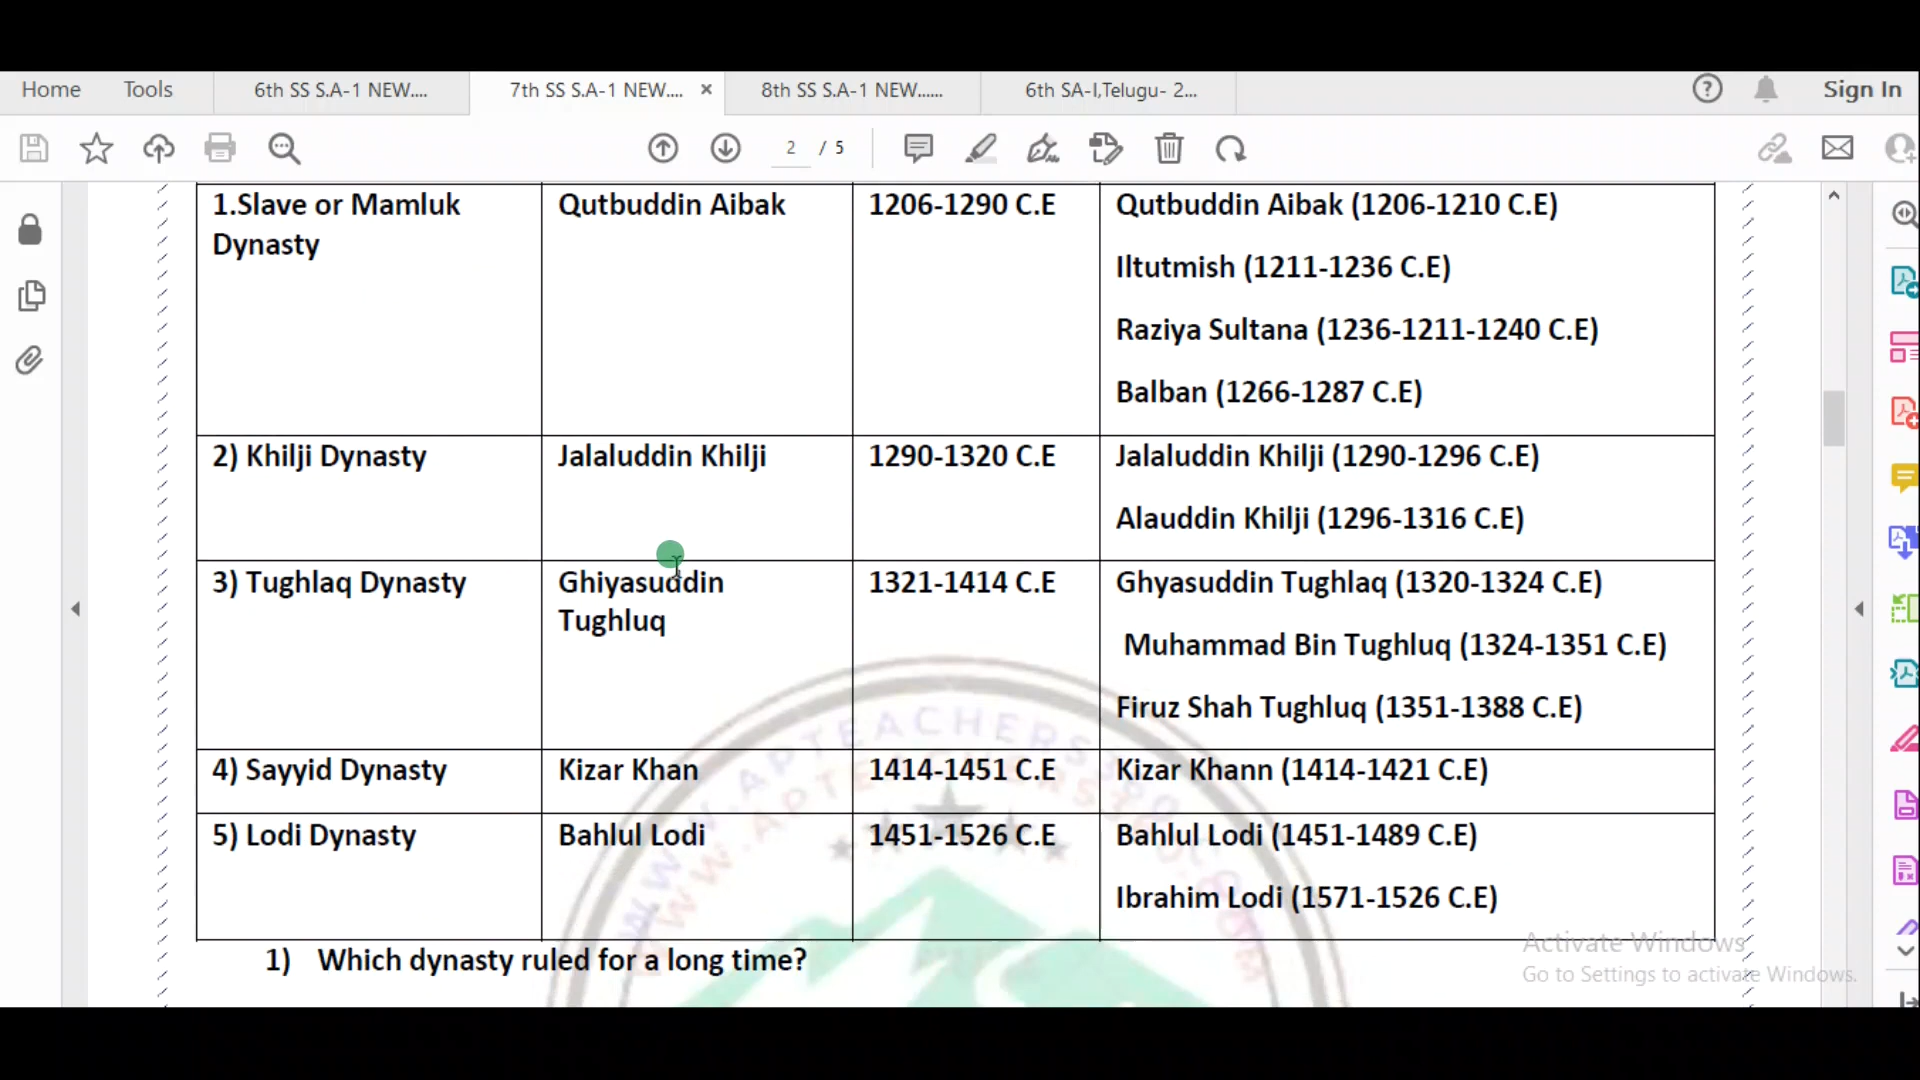 Home Tools 6th SS S.A-1 NEW.... 7th SS S.A-1 NEW.... × 8th SS S.A-1 NEW...... 6th SA-I,Telugu- 2... Sign In
2 / 5
1.Slave or Mamluk Dynasty Qutbuddin Aibak 1206-1290 C.E Qutbuddin Aibak (1206-1210 C.E)
Iltutmish (1211-1236 C.E)
Raziya Sultana (1236-1211-1240 C.E)
Balban (1266-1287 C.E)
2) Khilji Dynasty Jalaluddin Khilji 1290-1320 C.E Jalaluddin Khilji (1290-1296 C.E)
Alauddin Khilji (1296-1316 C.E)
3) Tughlaq Dynasty Ghiyasuddin Tughluq 1321-1414 C.E Ghyasuddin Tughlaq (1320-1324 C.E)
Muhammad Bin Tughluq (1324-1351 C.E)
Firuz Shah Tughluq (1351-1388 C.E)
4) Sayyid Dynasty Kizar Khan 1414-1451 C.E Kizar Khann (1414-1421 C.E)
5) Lodi Dynasty Bahlul Lodi 1451-1526 C.E Bahlul Lodi (1451-1489 C.E)
Ibrahim Lodi (1571-1526 C.E)
1) Which dynasty ruled for a long time?
Activate Windows
Go to Settings to activate Windows.